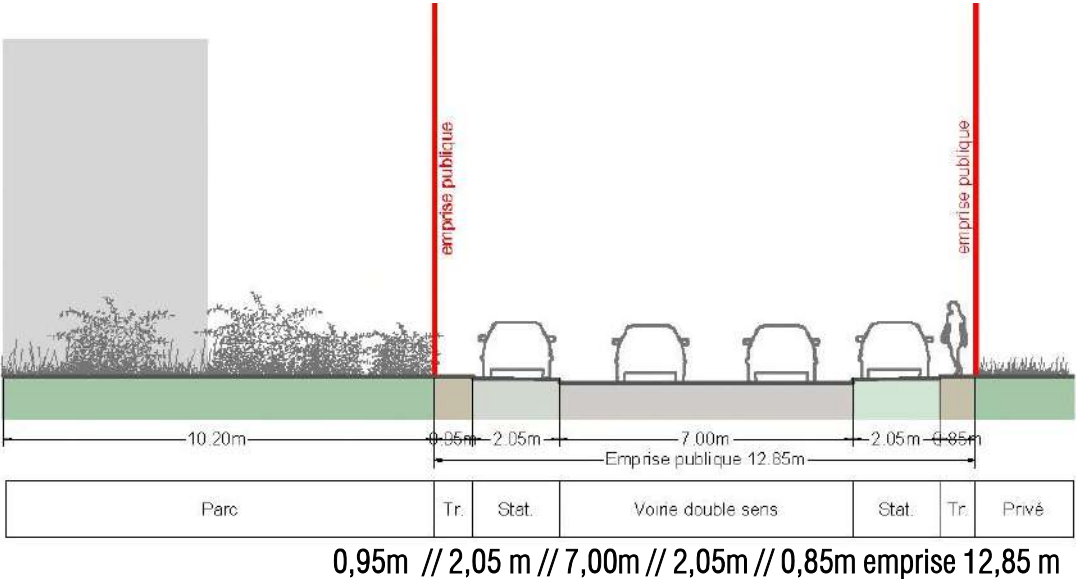 emprise publique
emprise publique
10.20m 0.95m 2.05m 7.00m 2.05m 0.85m
Emprise publique 12.85m
Parc Tr. Stat. Voirie double sens Stat. Tr. Privé
0,95m // 2,05 m // 7,00m // 2,05m // 0,85m emprise 12,85 m